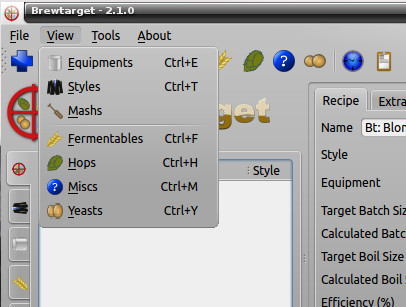 Brewtarget - 2.1.0
File View Tools About
Equipments Ctrl+E
Styles Ctrl+T
Mashs
Fermentables Ctrl+F
Hops Ctrl+H
Miscs Ctrl+M
Yeasts Ctrl+Y
get
Style
Recipe Extra
Name Bt: Blon
Style
Equipment
Target Batch Siz
Calculated Batc
Target Boil Size
Calculated Boil S
Efficiency (%)